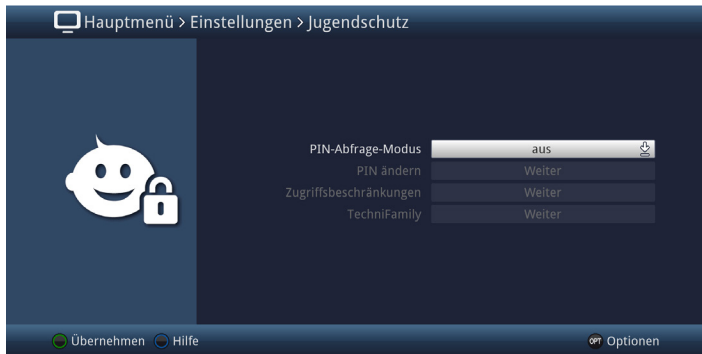 Hauptmenü > Einstellungen > Jugendschutz
PIN-Abfrage-Modus aus
PIN ändern Weiter
Zugriffsbeschränkungen Weiter
TechniFamily Weiter
Übernehmen Hilfe OPT Optionen